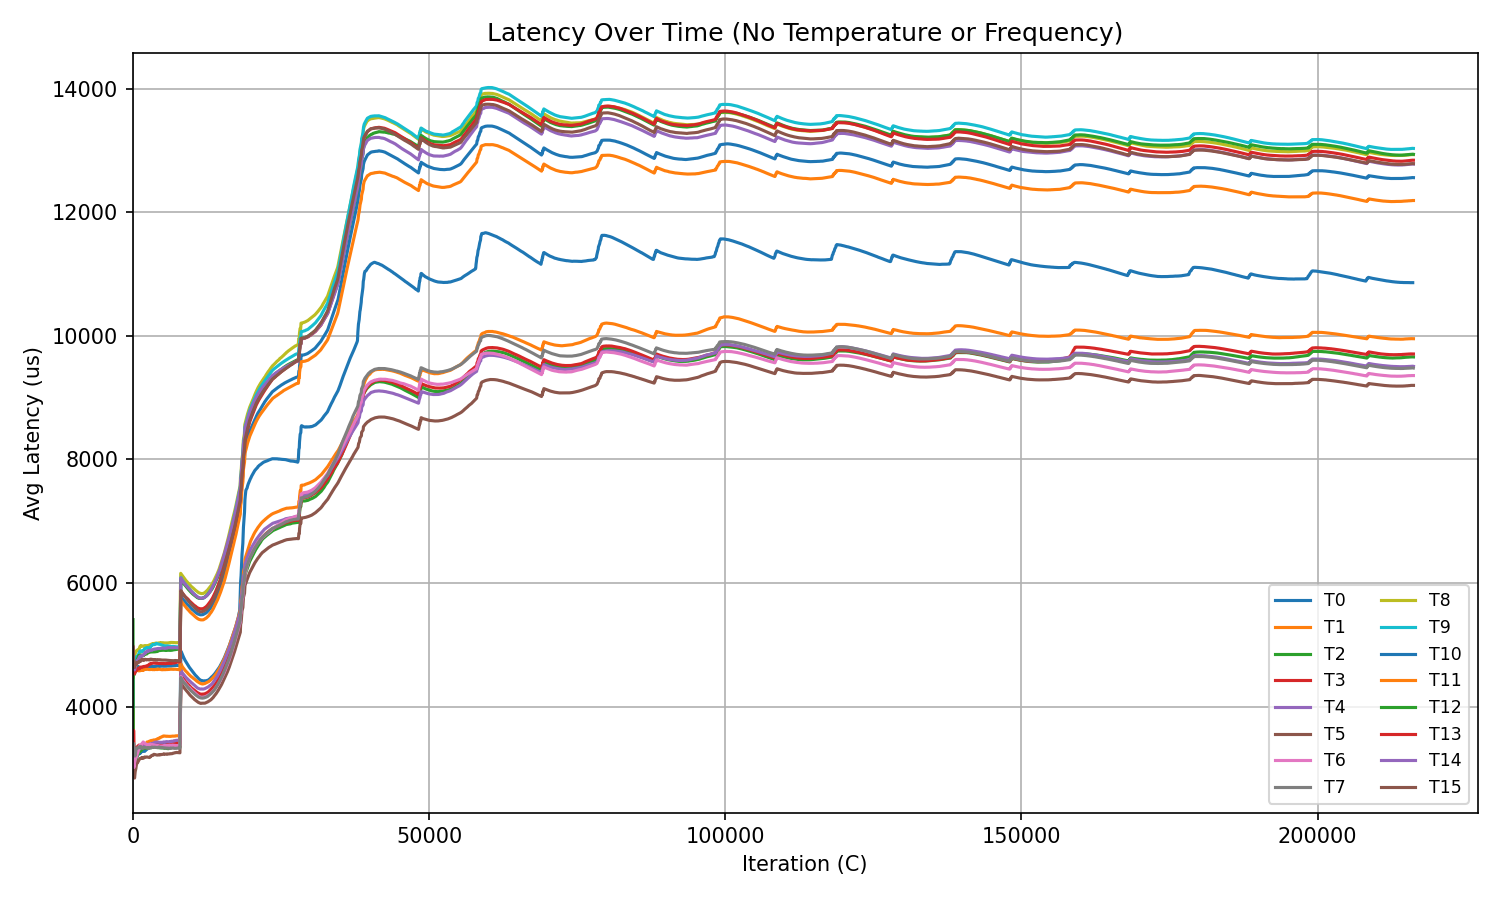 Latency Over Time (No Temperature or Frequency)
Avg Latency (us)
14000
12000
10000
8000
6000
4000
0 50000 100000 150000 200000
Iteration (C)
T0 T8
T1 T9
T2 T10
T3 T11
T4 T12
T5 T13
T6 T14
T7 T15